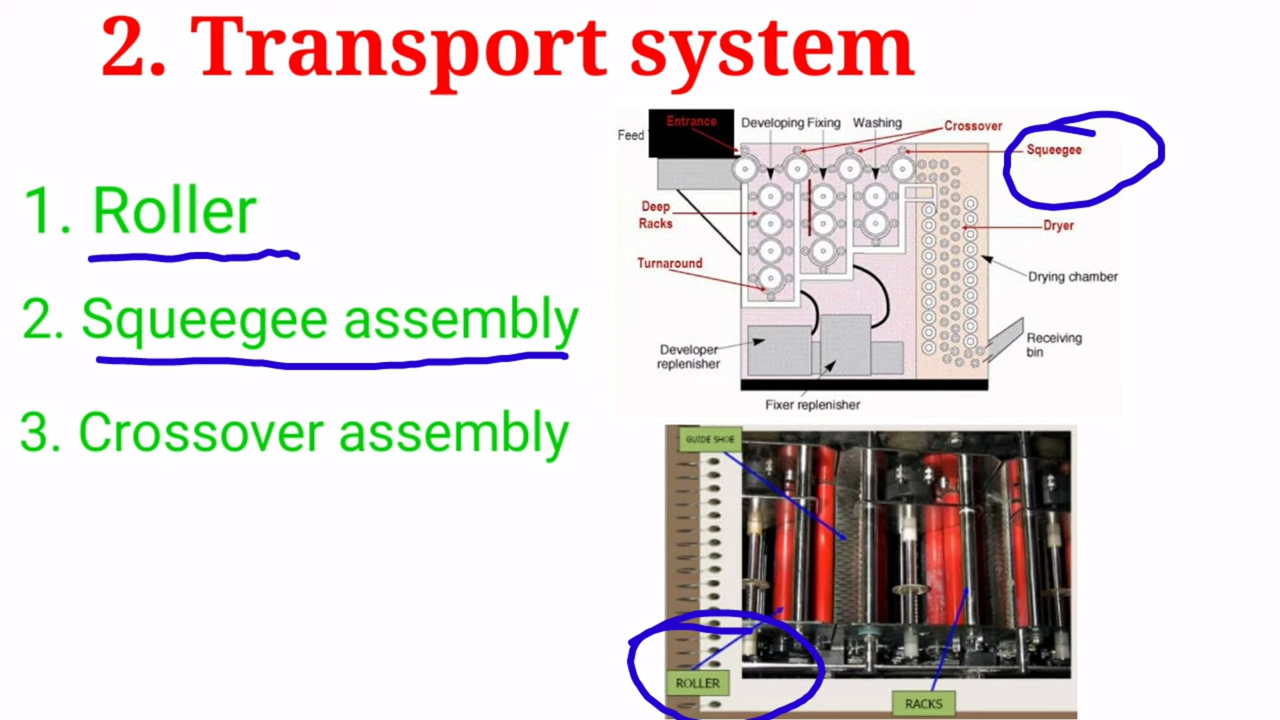 2. Transport system
1. Roller
2. Squeegee assembly
3. Crossover assembly
Entrance
Developing Fixing Washing
Crossover
Feed
Squeegee
Deep
Racks
Dryer
Turnaround
Drying chamber
Developer
replenisher
Receiving
bin
Fixer replenisher
GUIDE SHOE
ROLLER
RACKS